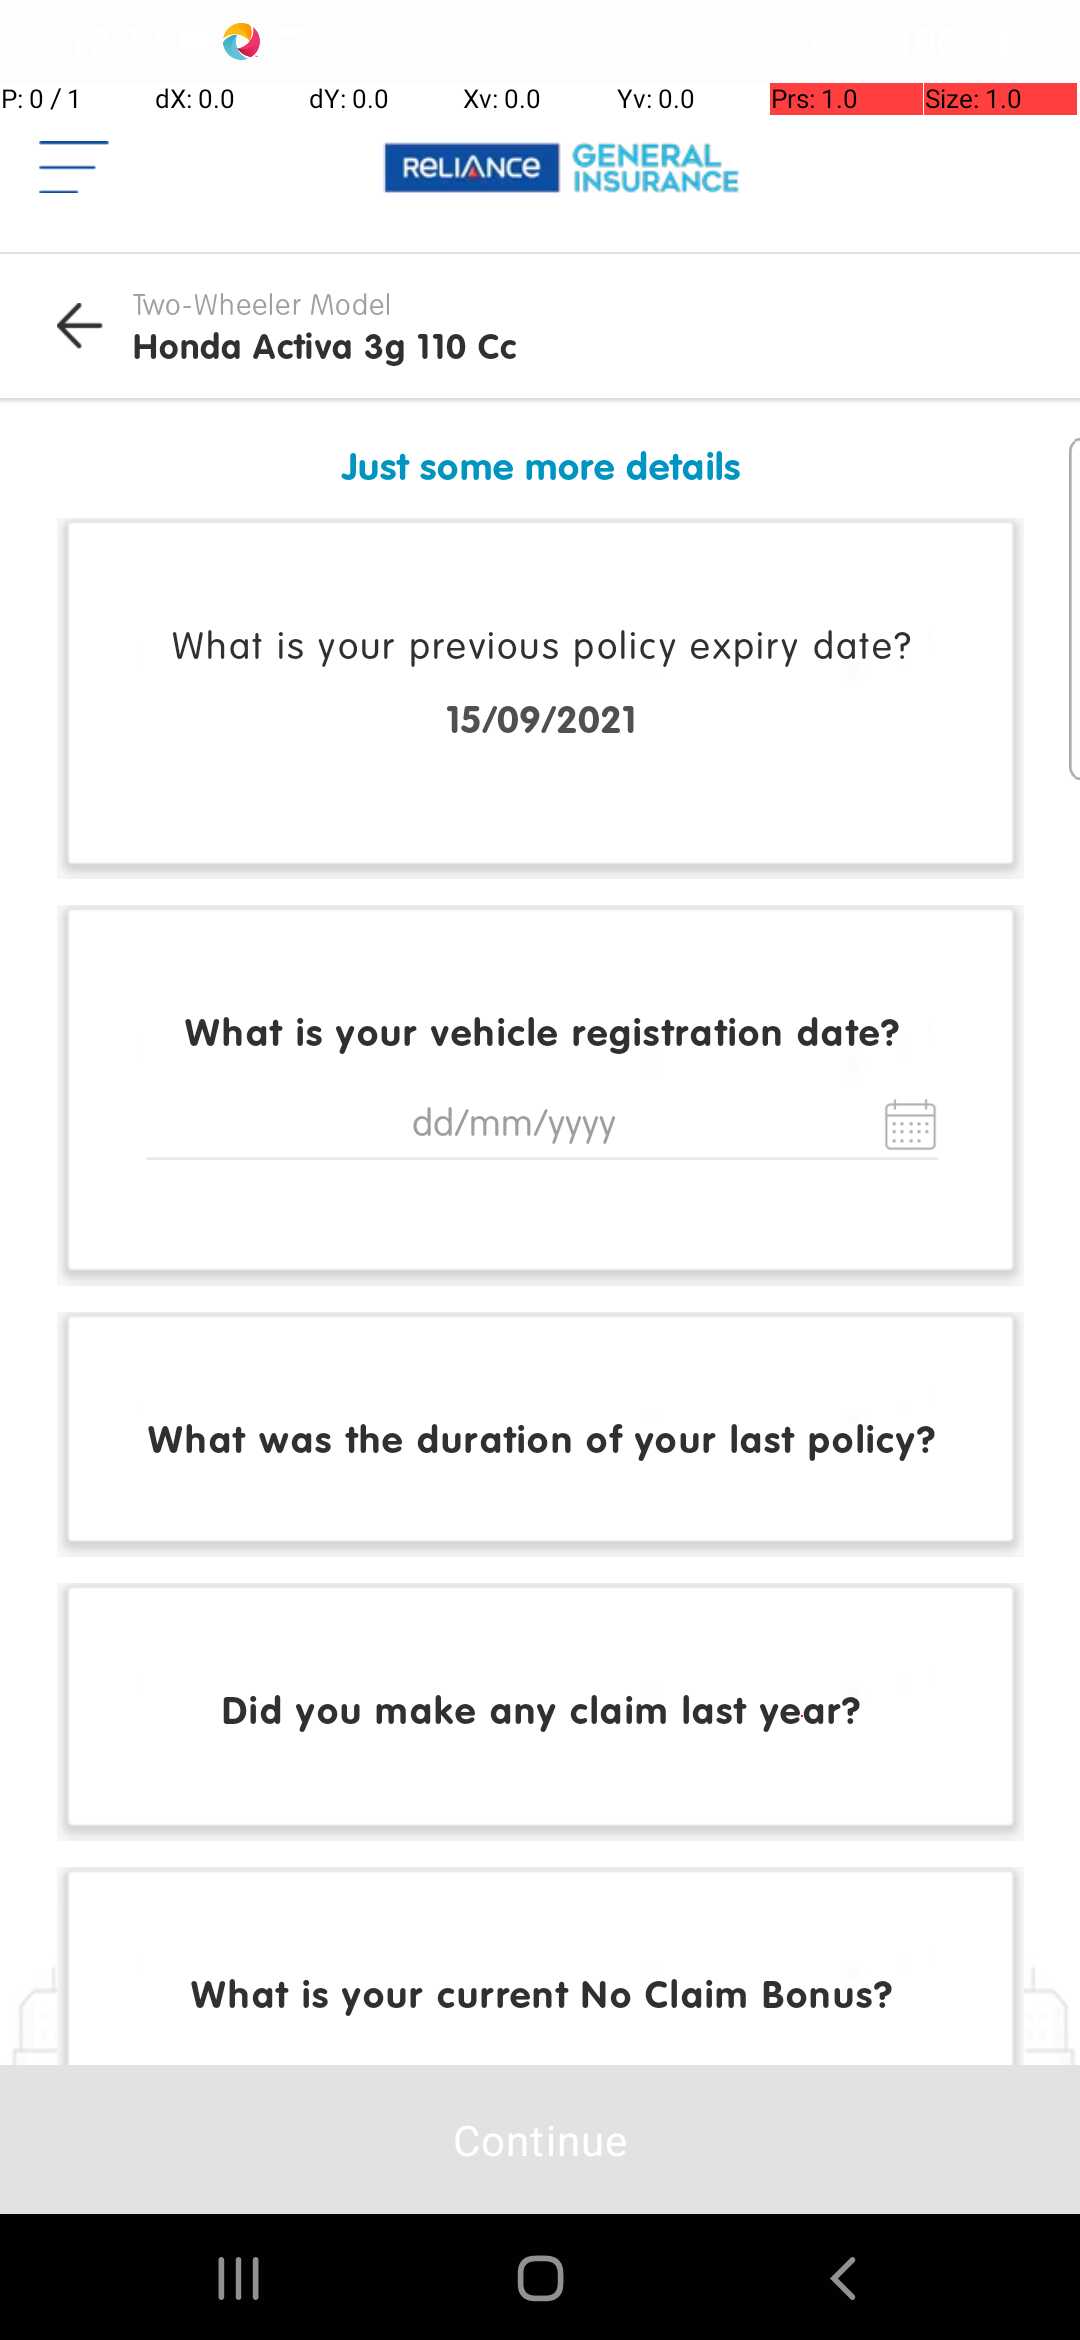 P: 0 / 1 dX: 0.0 dY: 0.0 Xv: 0.0 Yv: 0.0 Prs: 1.0 Size: 1.0
RELIANCE GENERAL INSURANCE
Two-Wheeler Model
Honda Activa 3g 110 Cc
Just some more details
What is your previous policy expiry date?
15/09/2021
What is your vehicle registration date?
dd/mm/yyyy
What was the duration of your last policy?
Did you make any claim last year?
What is your current No Claim Bonus?
Continue